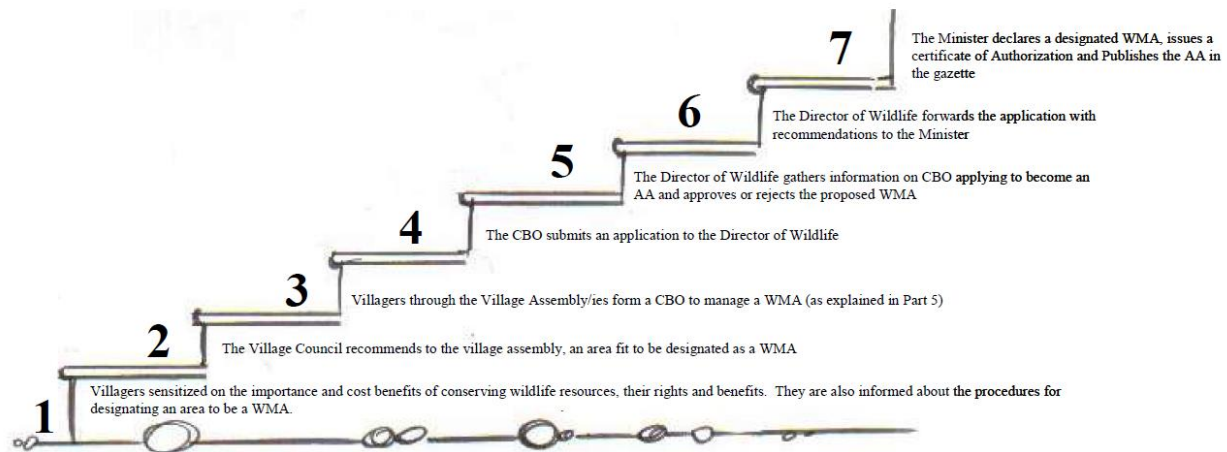 7
The Minister declares a designated WMA, issues a
certificate of Authorization and Publishes the AA in
the gazette
6
The Director of Wildlife forwards the application with
recommendations to the Minister
5
The Director of Wildlife gathers information on CBO applying to become an
AA and approves or rejects the proposed WMA
4
The CBO submits an application to the Director of Wildlife
3
Villagers through the Village Assembly/ies form a CBO to manage a WMA (as explained in Part 5)
2
The Village Council recommends to the village assembly, an area fit to be designated as a WMA
1
Villagers sensitized on the importance and cost benefits of conserving wildlife resources, their rights and benefits. They are also informed about the procedures for
designating an area to be a WMA.